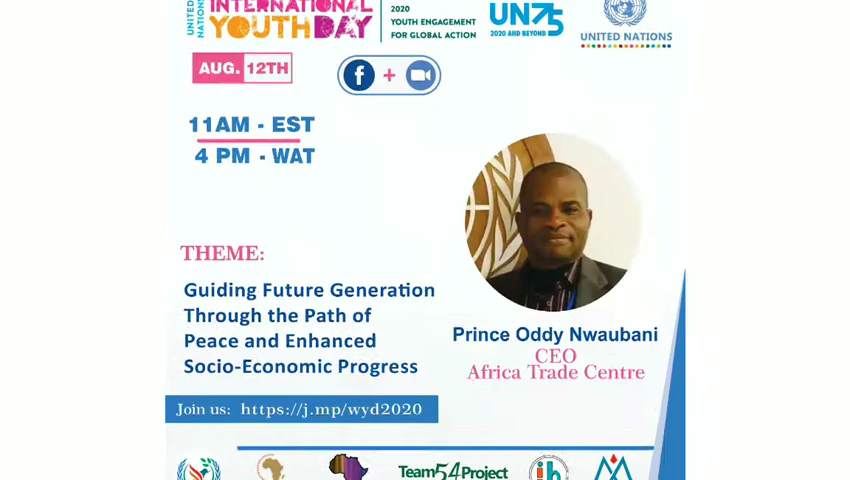 UNITED NATIONS
INTERNATIONAL
YOUTH DAY
2020
YOUTH ENGAGEMENT
FOR GLOBAL ACTION
UN75
2020 AND BEYOND
UNITED NATIONS
AUG. 12TH
f +
11AM - EST
4 PM - WAT
THEME:
Guiding Future Generation
Through the Path of
Peace and Enhanced
Socio-Economic Progress
Prince Oddy Nwaubani
CEO
Africa Trade Centre
Join us: https://j.mp/wyd2020
Team54Project